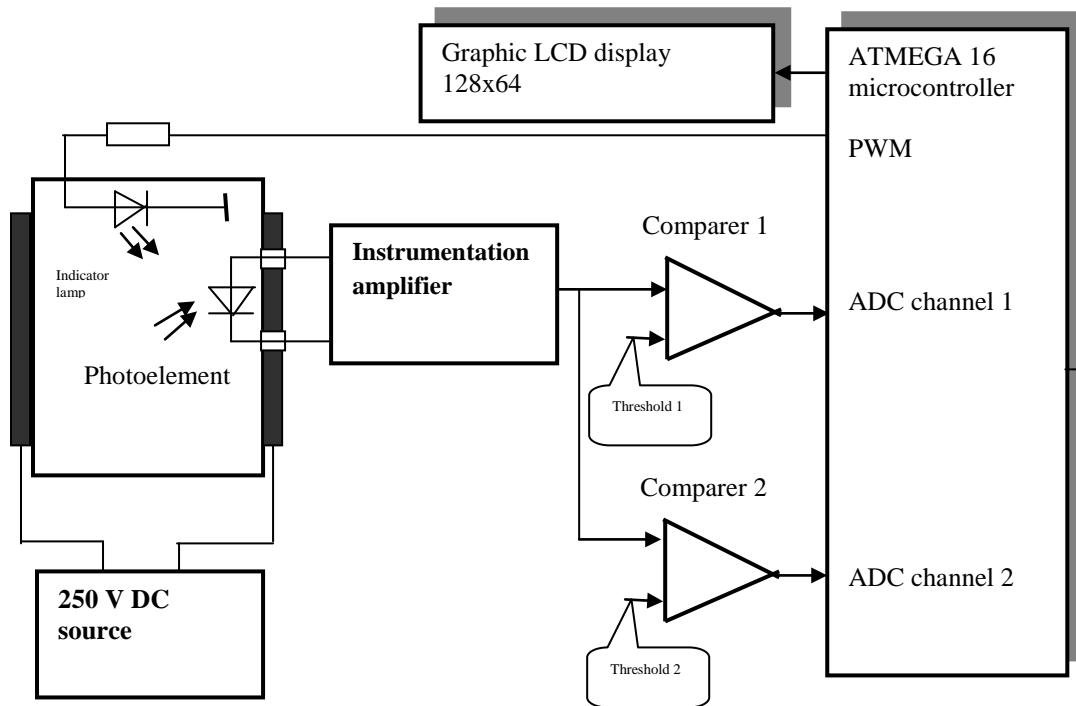 Graphic LCD display
128x64
ATMEGA 16
microcontroller
PWM
Comparer 1
Instrumentation
amplifier
Indicator
lamp
ADC channel 1
Photoelement
Threshold 1
Comparer 2
ADC channel 2
250 V DC
source
Threshold 2